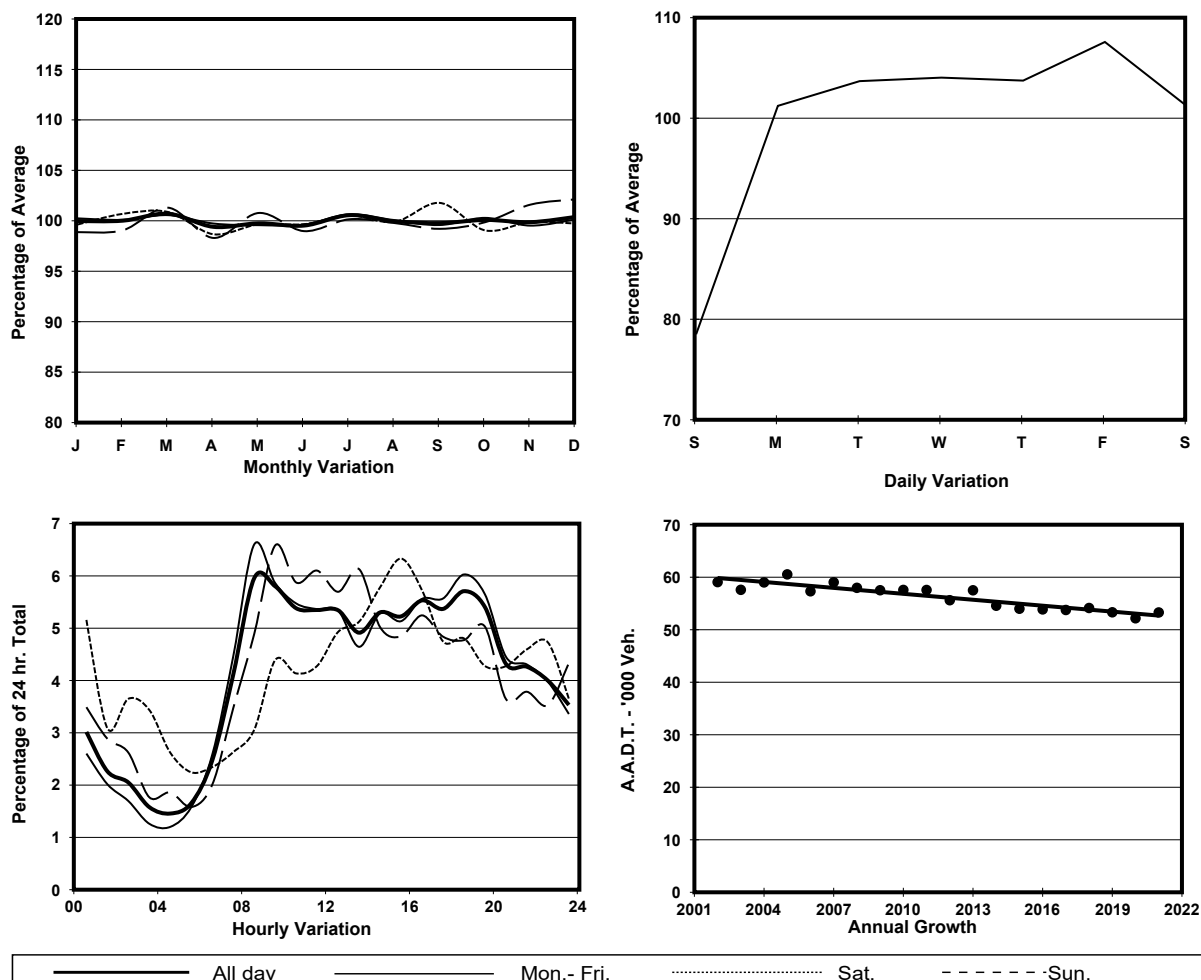 120
115
110
105
100
95
90
85
80
Percentage of Average
J F M A M J J A S O N D
Monthly Variation
110
100
90
80
70
Percentage of Average
S M T W T F S
Daily Variation
7
6
5
4
3
2
1
0
Percentage of 24 hr. Total
00 04 08 12 16 20 24
Hourly Variation
70
60
50
40
30
20
10
0
A.A.D.T. - '000 Veh.
2001 2004 2007 2010 2013 2016 2019 2022
Annual Growth
All day Mon.- Fri. Sat. Sun.